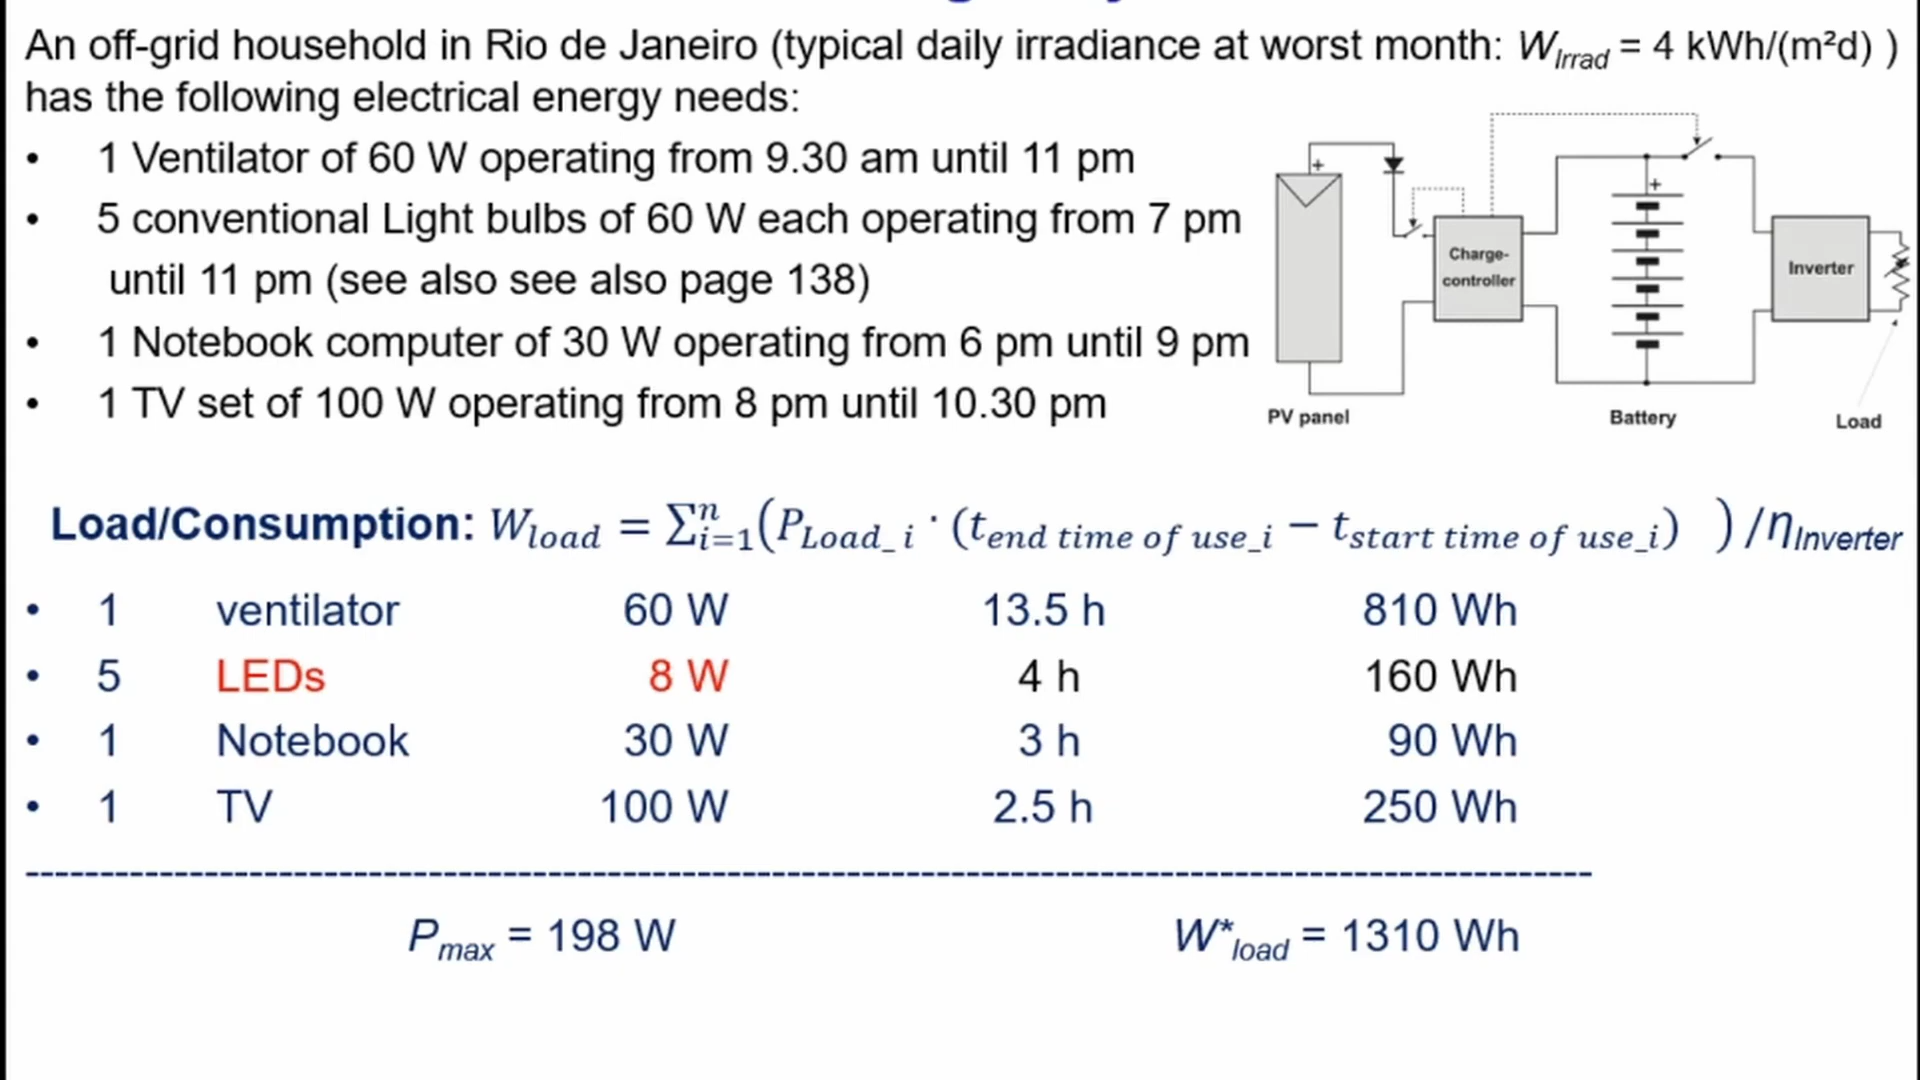 An off-grid household in Rio de Janeiro (typical daily irradiance at worst month: W_Irrad = 4 kWh/(m²d) )
has the following electrical energy needs:
• 1 Ventilator of 60 W operating from 9.30 am until 11 pm
• 5 conventional Light bulbs of 60 W each operating from 7 pm
until 11 pm (see also see also page 138)
• 1 Notebook computer of 30 W operating from 6 pm until 9 pm
• 1 TV set of 100 W operating from 8 pm until 10.30 pm
+
+
Charge-
controller
Inverter
PV panel
Battery
Load
Load/Consumption: W_load = Σ_{i=1}^{n}(P_Load_i · (t_end time of use_i − t_start time of use_i) )/η_Inverter
• 1 ventilator 60 W 13.5 h 810 Wh
• 5 LEDs 8 W 4 h 160 Wh
• 1 Notebook 30 W 3 h 90 Wh
• 1 TV 100 W 2.5 h 250 Wh
P_max = 198 W W*_load = 1310 Wh